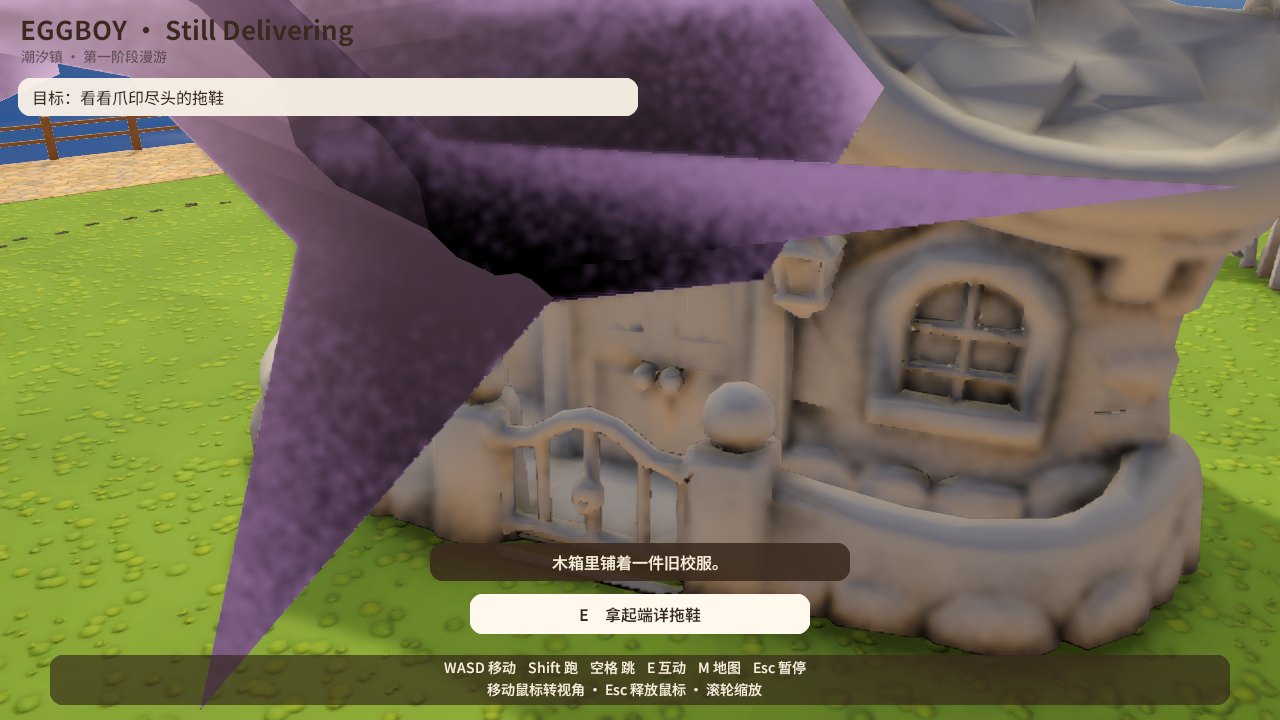 EGGBOY · Still Delivering
潮汐镇 · 第一阶段漫游
目标：看看爪印尽头的拖鞋
木箱里铺着一件旧校服。
E 拿起端详拖鞋
WASD 移动 Shift 跑 空格 跳 E 互动 M 地图 Esc 暂停
移动鼠标转视角 · Esc 释放鼠标 · 滚轮缩放